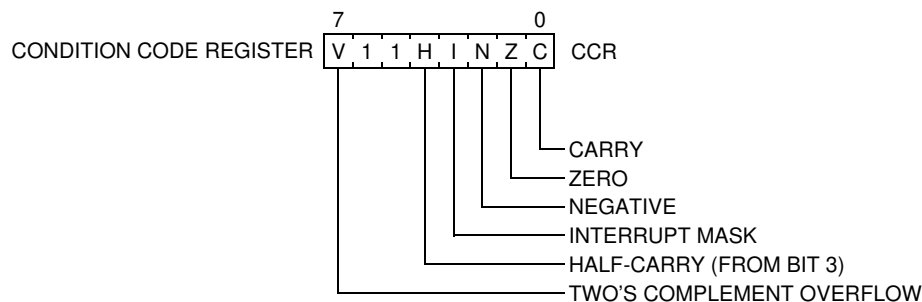 7 0
CONDITION CODE REGISTER V 1 1 H I N Z C CCR
CARRY
ZERO
NEGATIVE
INTERRUPT MASK
HALF-CARRY (FROM BIT 3)
TWO'S COMPLEMENT OVERFLOW